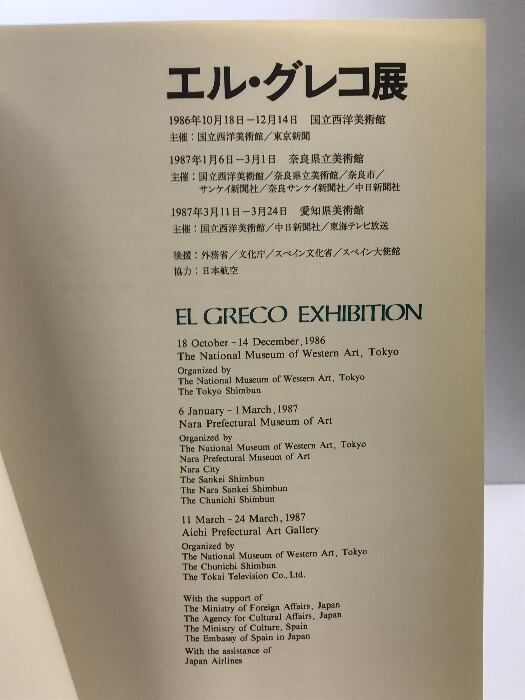 エル・グレコ展
1986年10月18日－12月14日　国立西洋美術館
主催：国立西洋美術館／東京新聞
1987年1月6日－3月1日　奈良県立美術館
主催：国立西洋美術館／奈良県立美術館／奈良市／
サンケイ新聞社／奈良サンケイ新聞社／中日新聞社
1987年3月11日－3月24日　愛知県美術館
主催：国立西洋美術館／中日新聞社／東海テレビ放送
後援：外務省／文化庁／スペイン文化省／スペイン大使館
協力：日本航空
EL GRECO EXHIBITION
18 October－14 December, 1986
The National Museum of Western Art, Tokyo
Organized by
The National Museum of Western Art, Tokyo
The Tokyo Shimbun
6 January－1 March, 1987
Nara Prefectural Museum of Art
Organized by
The National Museum of Western Art, Tokyo
Nara Prefectural Museum of Art
Nara City
The Sankei Shimbun
The Nara Sankei Shimbun
The Chunichi Shimbun
11 March－24 March, 1987
Aichi Prefectural Art Gallery
Organized by
The National Museum of Western Art, Tokyo
The Chunichi Shimbun
The Tokai Television Co., Ltd.
With the support of
The Ministry of Foreign Affairs, Japan
The Agency for Cultural Affairs, Japan
The Minisury of Culture, Spain
The Embassy of Spain in Japan
With the assistance of
Japan Airlines